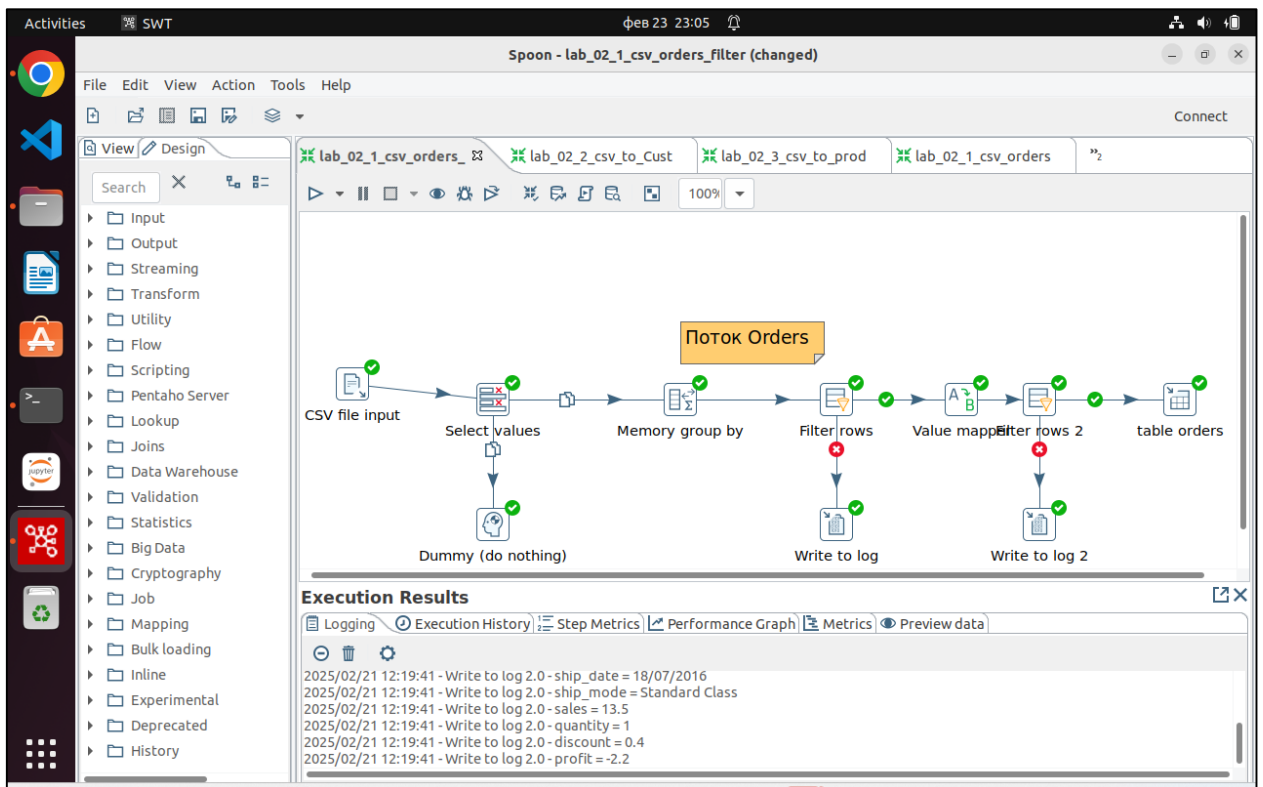 Activities SWT фев 23 23:05
Spoon - lab_02_1_csv_orders_filter (changed)
File Edit View Action Tools Help
Connect
View Design
lab_02_1_csv_orders_ lab_02_2_csv_to_Cust lab_02_3_csv_to_prod lab_02_1_csv_orders »2
Search
100%
Input
Output
Streaming
Transform
Utility
Flow
Scripting
Pentaho Server
Lookup
Joins
Data Warehouse
Validation
Statistics
Big Data
Cryptography
Job
Mapping
Bulk loading
Inline
Experimental
Deprecated
History
Поток Orders
CSV file input
Select values
Memory group by
Filter rows
Value mapper
Filter rows 2
table orders
Dummy (do nothing)
Write to log
Write to log 2
jupyter
Execution Results
Logging Execution History Step Metrics Performance Graph Metrics Preview data
2025/02/21 12:19:41 - Write to log 2.0 - ship_date = 18/07/2016
2025/02/21 12:19:41 - Write to log 2.0 - ship_mode = Standard Class
2025/02/21 12:19:41 - Write to log 2.0 - sales = 13.5
2025/02/21 12:19:41 - Write to log 2.0 - quantity = 1
2025/02/21 12:19:41 - Write to log 2.0 - discount = 0.4
2025/02/21 12:19:41 - Write to log 2.0 - profit = -2.2